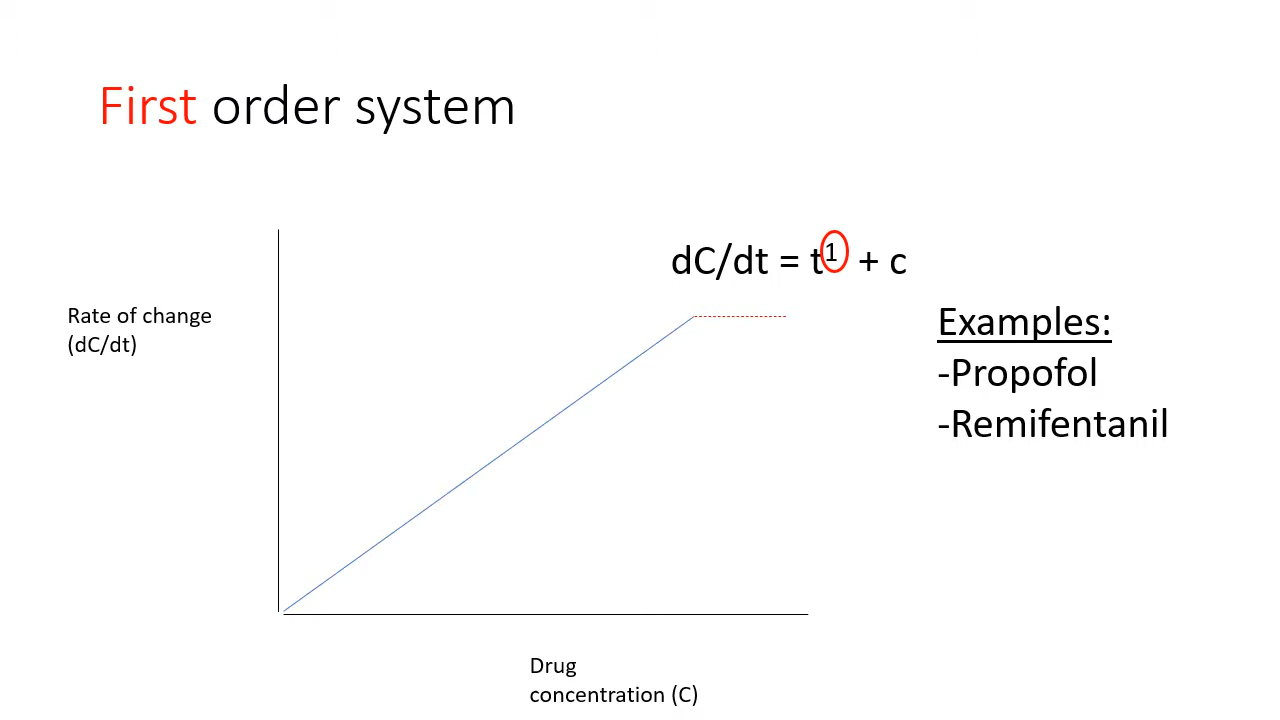 First order system
dC/dt = t¹ + c
Rate of change
(dC/dt)
Examples:
-Propofol
-Remifentanil
Drug
concentration (C)